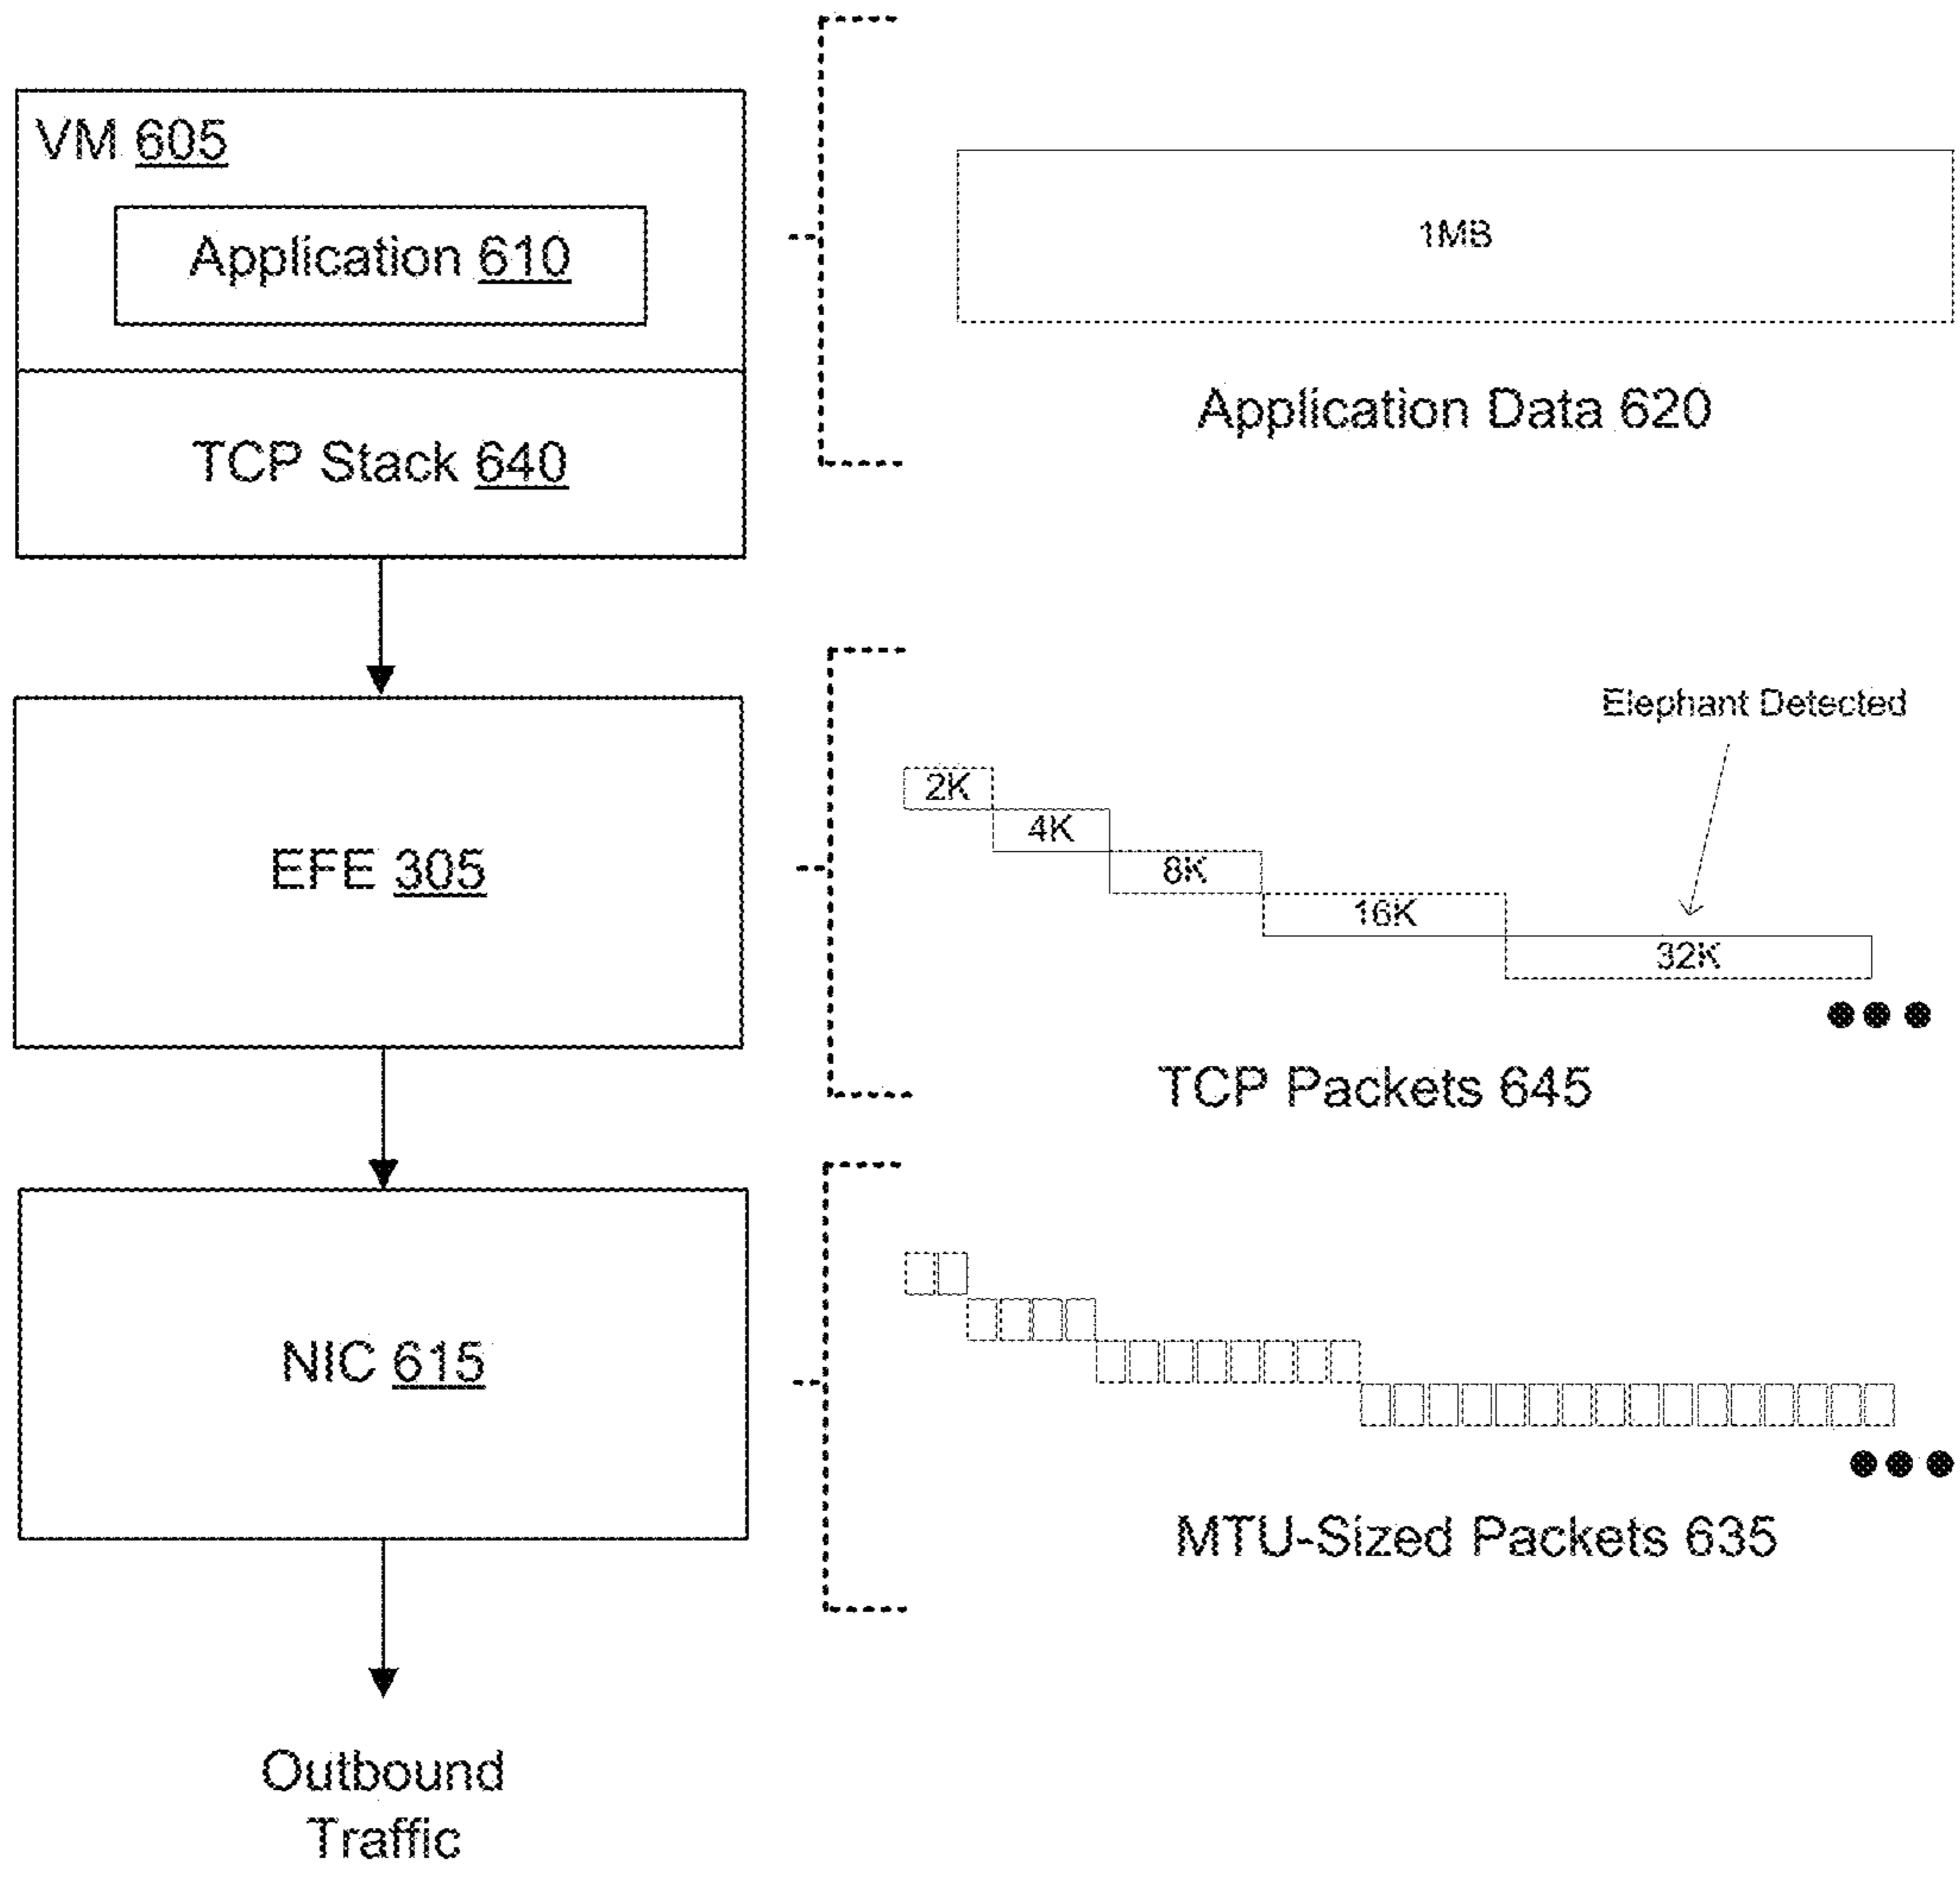 VM 605
Application 610
TCP Stack 640
1MB
Application Data 620
EFE 305
Elephant Detected
2K
4K
8K
16K
32K
TCP Packets 645
NIC 615
MTU-Sized Packets 635
Outbound
Traffic